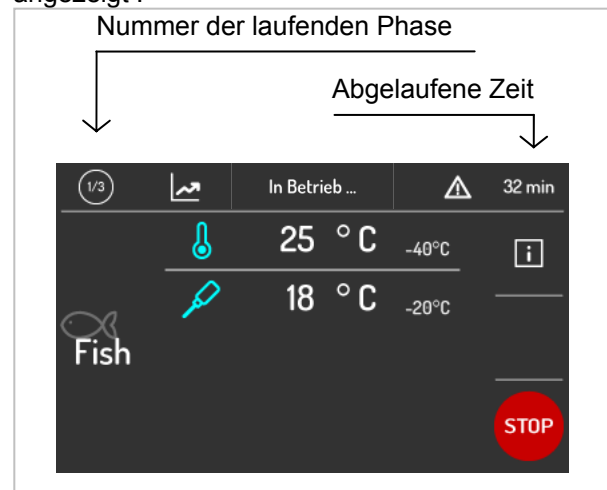 angezeigt .
Nummer der laufenden Phase
Abgelaufene Zeit
1/3
In Betrieb ...
32 min
25 °C
-40°C
i
18 °C
-20°C
Fish
STOP